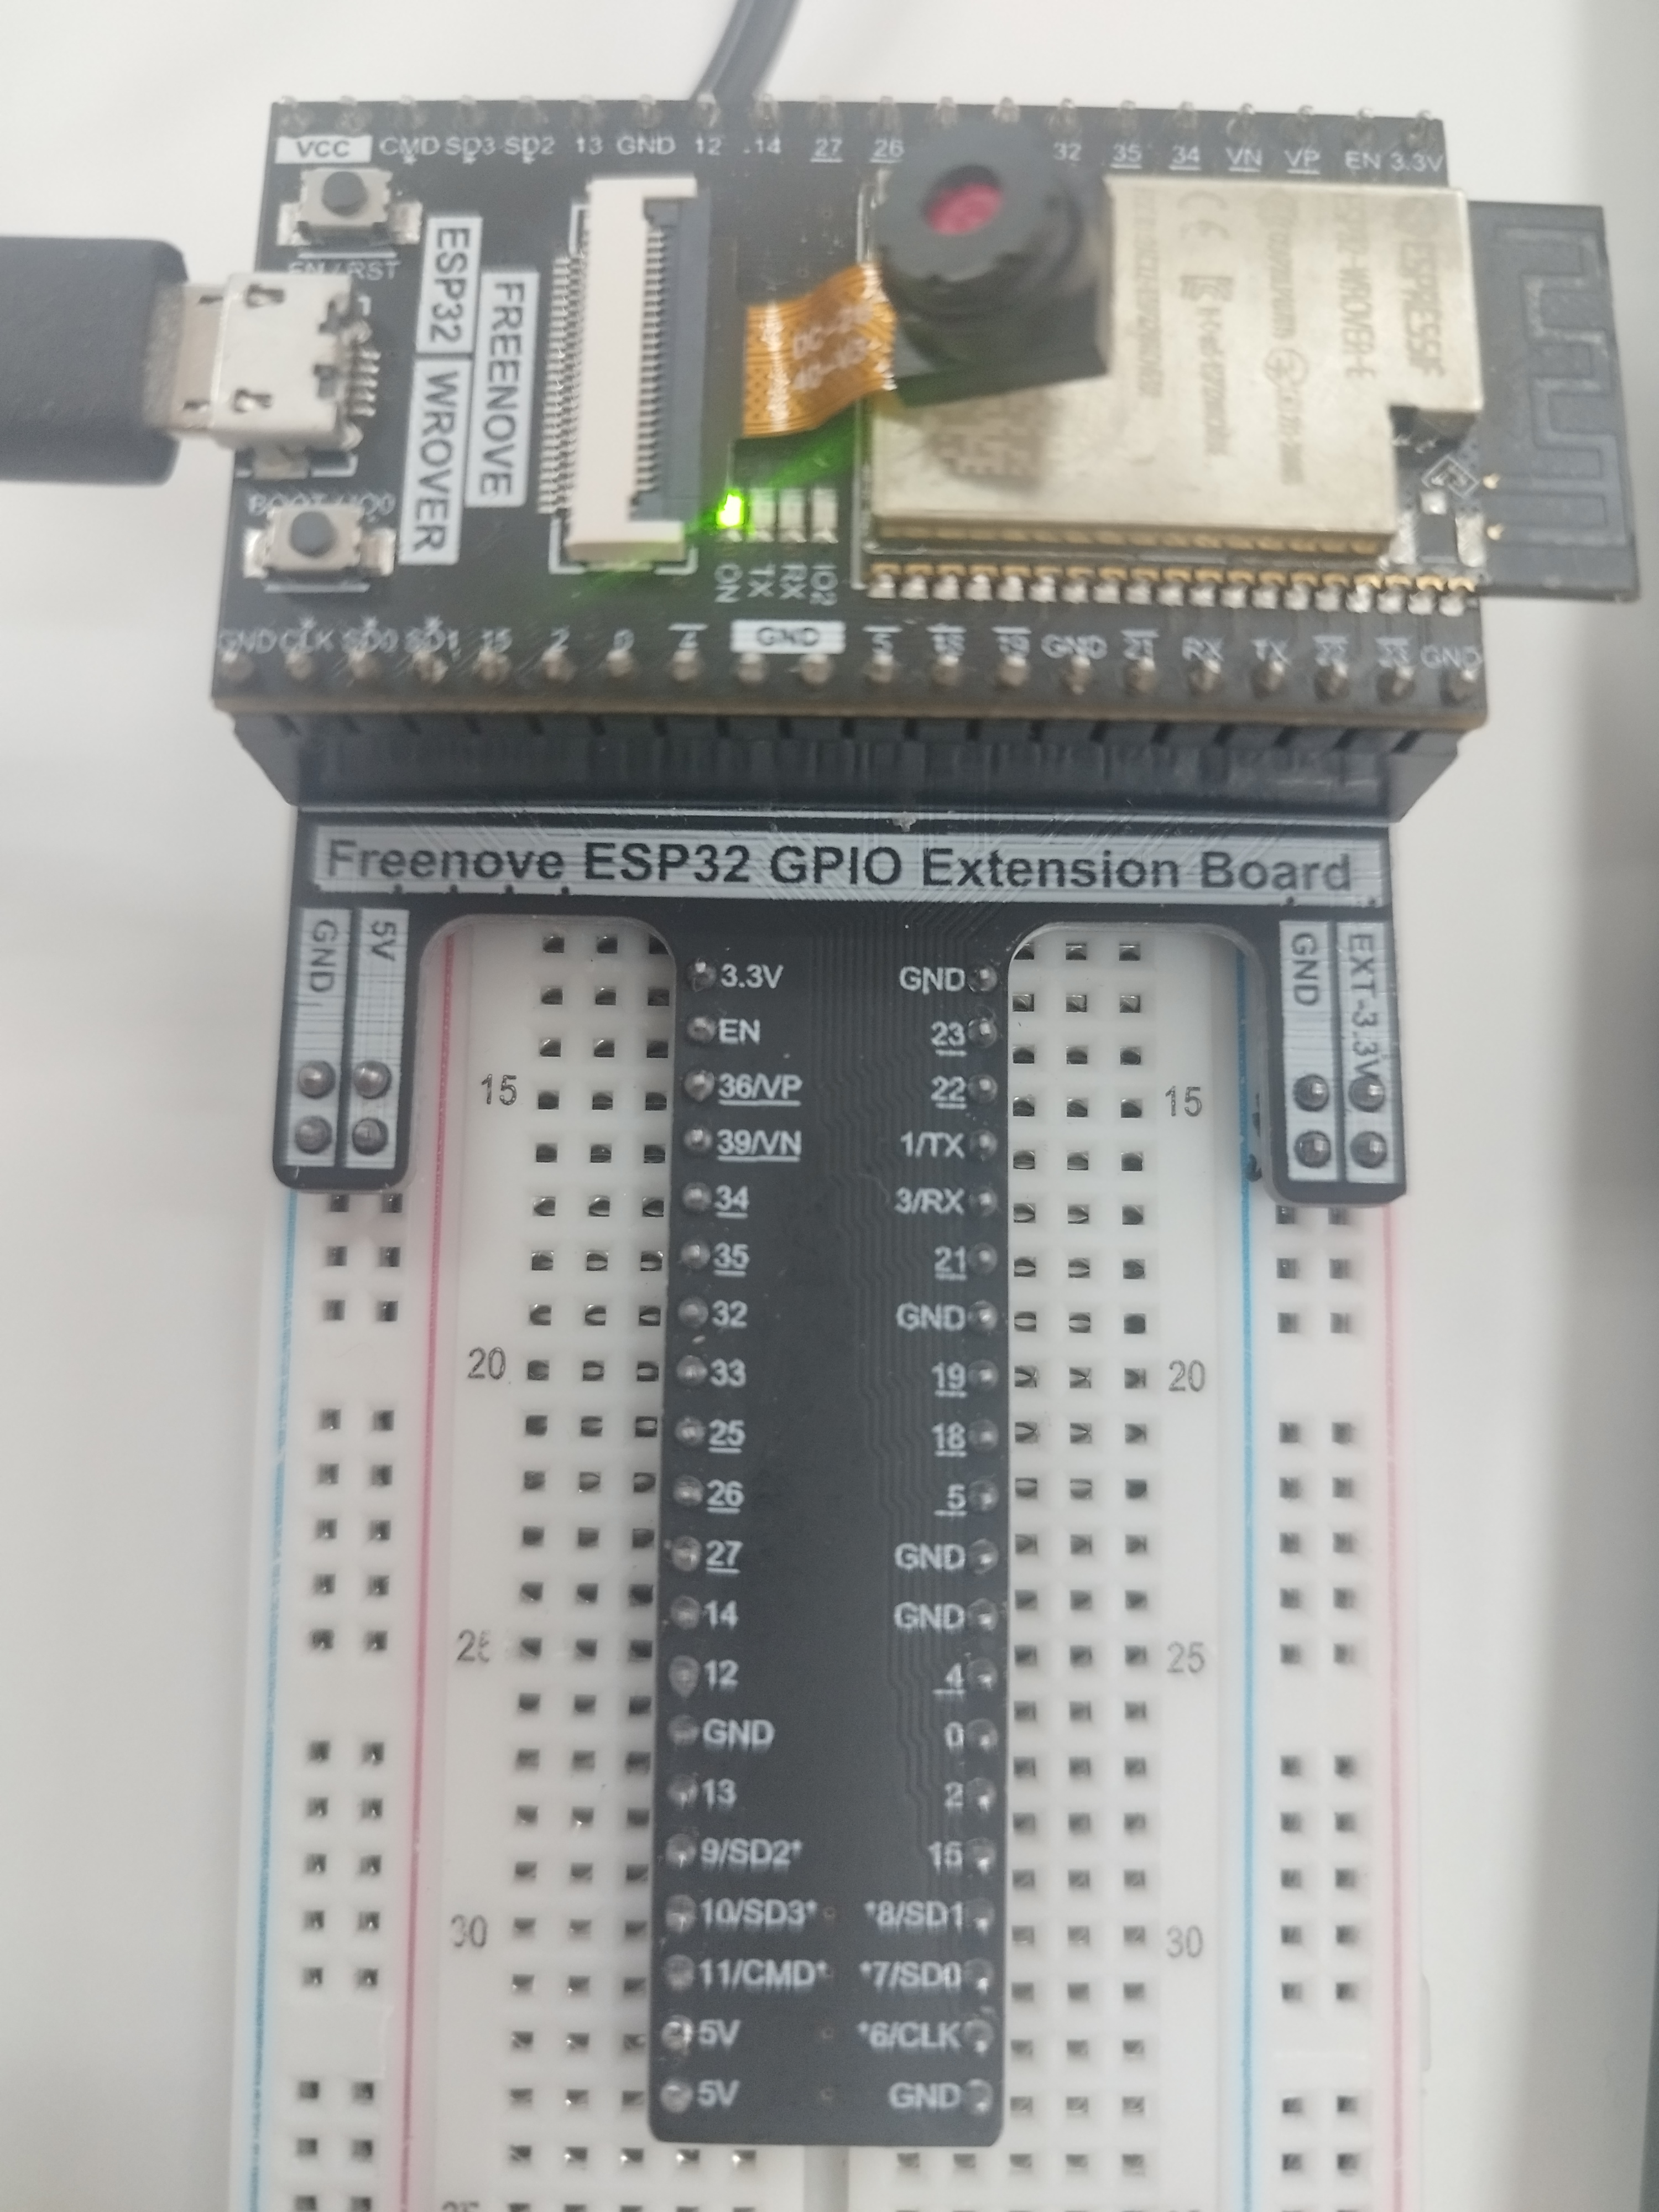 VCC CMD SD3 SD2 13 GND 12 14 27 26 32 35 34 VN VP EN 3.3V
EN / RST
ESP32 WROVER
FREENOVE
ESPRESSIF
ESP32-WROVER-E
BOOT / IO0
ON TX RX IO2
GND CLK SD0 SD1 15 2 0 4 GND 5 18 19 GND 21 RX TX 22 23 GND
Freenove ESP32 GPIO Extension Board
GND 5V
GND EXT-3.3V
3.3V GND
EN 23
36/VP 22
15 15
39/VN 1/TX
34 3/RX
35 21
32 GND
33 19
20 20
25 18
26 5
27 GND
14 GND
25 25
12 4
GND 0
13 2
9/SD2* 15
10/SD3* *8/SD1
30 30
11/CMD* *7/SD0
5V *6/CLK
5V GND